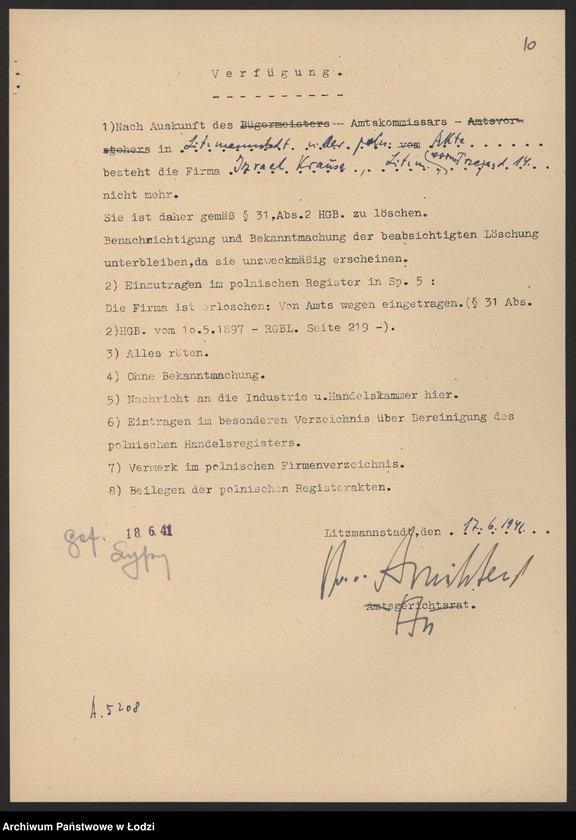 10
Verfügung.
1)Nach Auskunft des Bügermeisters - Amtskommissars - Amtsvor-
stehers in Litzmannstadt u. der poln. vom Akte
besteht die Firma Izrael Krause, Litzm.
nicht mehr.
Sie ist daher gemäß § 31,Abs.2 HGB. zu löschen.
Benachrichtigung und Bekanntmachung der beabsichtigten Löschung
unterbleiben,da sie unzweckmäßig erscheinen.
2) Einzutragen im polnischen Register in Sp. 5 :
Die Firma ist erloschen: Von Amts wegen eingetragen.(§ 31 Abs.
2)HGB. vom 1o.5.1897 - RGBL. Seite 219 -).
3) Alles röten.
4) Ohne Bekanntmachung.
5) Nachricht an die Industrie u.Handelskammer hier.
6) Eintragen im besonderen Verzeichnis über Bereinigung des
polnischen Handelsregisters.
7) Vermerk im polnischen Firmenverzeichnis.
8) Beilegen der polnischen Registerakten.
gef. 18 6.41
Litzmannstadt,den 17.6.1941.
Amtsgerichtsrat.
A. 5208
Archiwum Państwowe w Łodzi